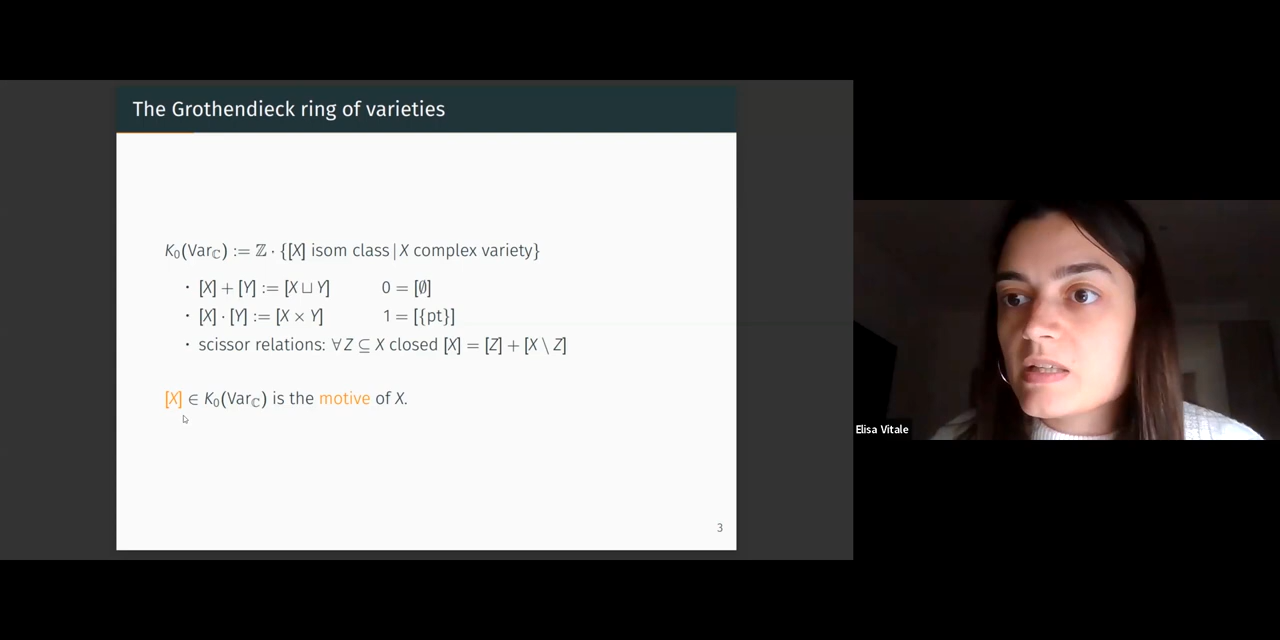 The Grothendieck ring of varieties
K₀(Var_ℂ) := ℤ · {[X] isom class | X complex variety}
· [X] + [Y] := [X ⊔ Y] 0 = [∅]
· [X] · [Y] := [X × Y] 1 = [{pt}]
· scissor relations: ∀ Z ⊆ X closed [X] = [Z] + [X \ Z]
[X] ∈ K₀(Var_ℂ) is the motive of X.
3
Elisa Vitale